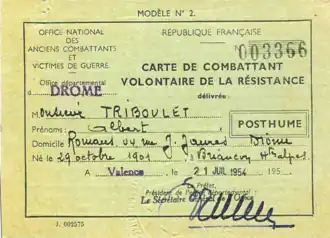 MODÈLE N° 2.
OFFICE NATIONAL
DES
ANCIENS COMBATTANTS
ET
VICTIMES DE GUERRE
Office départemental
d DROME
RÉPUBLIQUE FRANÇAISE
N° 003366
CARTE DE COMBATTANT
VOLONTAIRE DE LA RÉSISTANCE
délivrée :
Monsieur TRIBOULET
Prénoms : Albert
POSTHUME
Domicile Romans 44 rue J. Jaures Drôme
Né le 29 octobre 1901 à Briançon Htes Alpes
A Valence le 21 JUIL 1954 195
Le Préfet,
Président de l'Office départemental :
Le Secrétaire Général
J. 002575